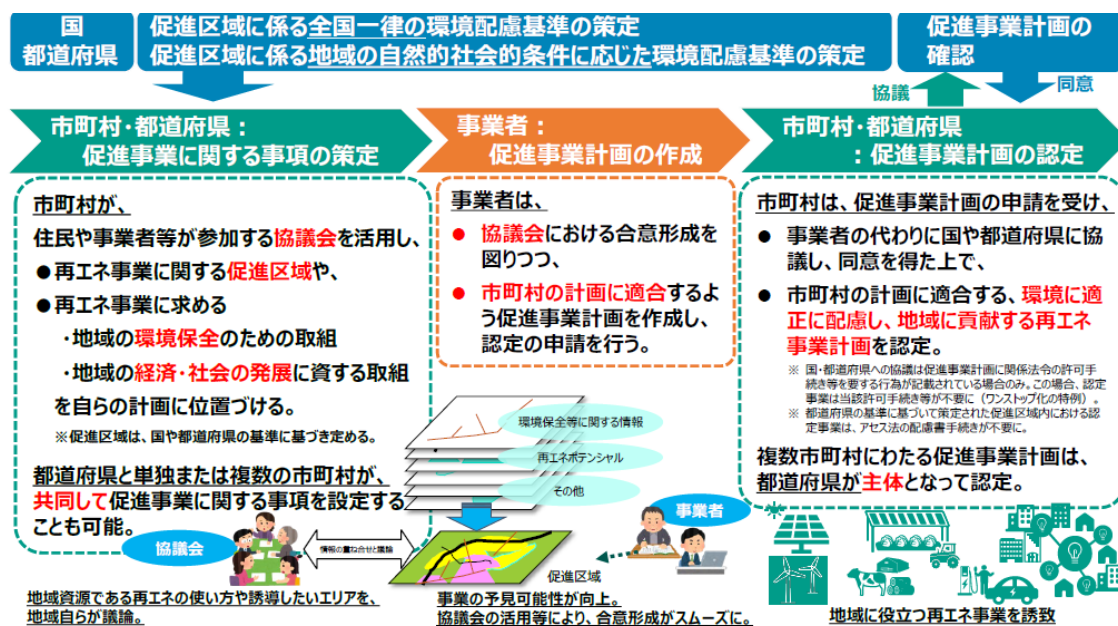 国
都道府県
促進区域に係る全国一律の環境配慮基準の策定
促進区域に係る地域の自然的社会的条件に応じた環境配慮基準の策定
促進事業計画の
確認
協議
同意
市町村・都道府県：
促進事業に関する事項の策定
市町村が、
住民や事業者等が参加する協議会を活用し、
●再エネ事業に関する促進区域や、
●再エネ事業に求める
・地域の環境保全のための取組
・地域の経済・社会の発展に資する取組
を自らの計画に位置づける。
※促進区域は、国や都道府県の基準に基づき定める。
都道府県と単独または複数の市町村が、
共同して促進事業に関する事項を設定する
ことも可能。
協議会
情報の重ね合せと議論
地域資源である再エネの使い方や誘導したいエリアを、
地域自らが議論。
事業者：
促進事業計画の作成
事業者は、
● 協議会における合意形成を
図りつつ、
● 市町村の計画に適合するよ
う促進事業計画を作成し、
認定の申請を行う。
環境保全等に関する情報
再エネポテンシャル
その他
事業者
促進区域
事業の予見可能性が向上。
協議会の活用等により、合意形成がスムーズに。
市町村・都道府県
：促進事業計画の認定
市町村は、促進事業計画の申請を受け、
● 事業者の代わりに国や都道府県に協
議し、同意を得た上で、
● 市町村の計画に適合する、環境に適
正に配慮し、地域に貢献する再エネ
事業計画を認定。
※ 国・都道府県への協議は促進事業計画に関係法令の許可手
続き等を要する行為が記載されている場合のみ。この場合、認定
事業は当該許可手続き等が不要に（ワンストップ化の特例）。
※ 都道府県の基準に基づいて策定された促進区域内における認
定事業は、アセス法の配慮書手続きが不要に。
複数市町村にわたる促進事業計画は、
都道府県が主体となって認定。
地域に役立つ再エネ事業を誘致